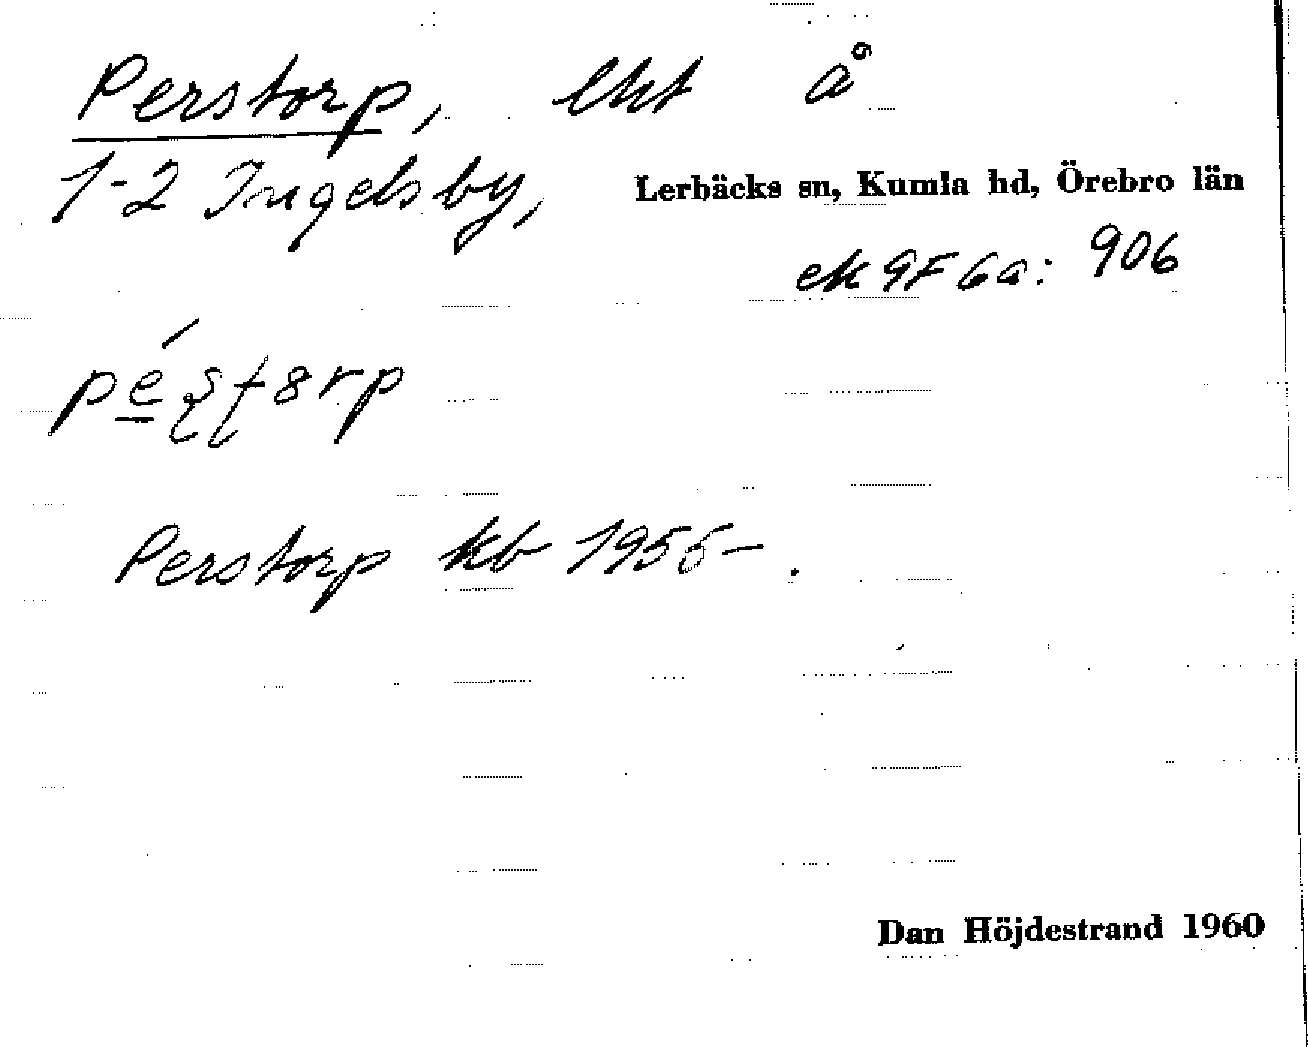 Perstorp, lht å
1-2 Ingelsby, Lerbäcks sn, Kumla hd, Örebro län
ek 9F 6a: 906
Perstorp kb 1955- .
Dan Höjdestrand 1960